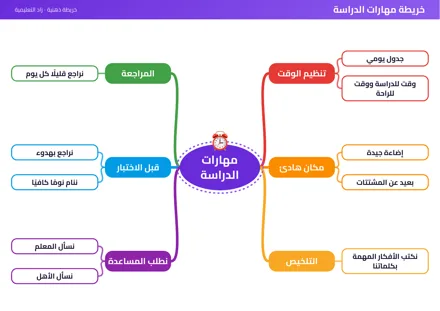 خريطة مهارات الدراسة
خريطة ذهنية · زاد التعليمية
مهارات
الدراسة
تنظيم الوقت
جدول يومي
وقت للدراسة ووقت
للراحة
مكان هادئ
إضاءة جيدة
بعيد عن المشتتات
التلخيص
نكتب الأفكار المهمة
بكلماتنا
المراجعة
نراجع قليلًا كل يوم
قبل الاختبار
نراجع بهدوء
ننام نومًا كافيًا
نطلب المساعدة
نسأل المعلم
نسأل الأهل